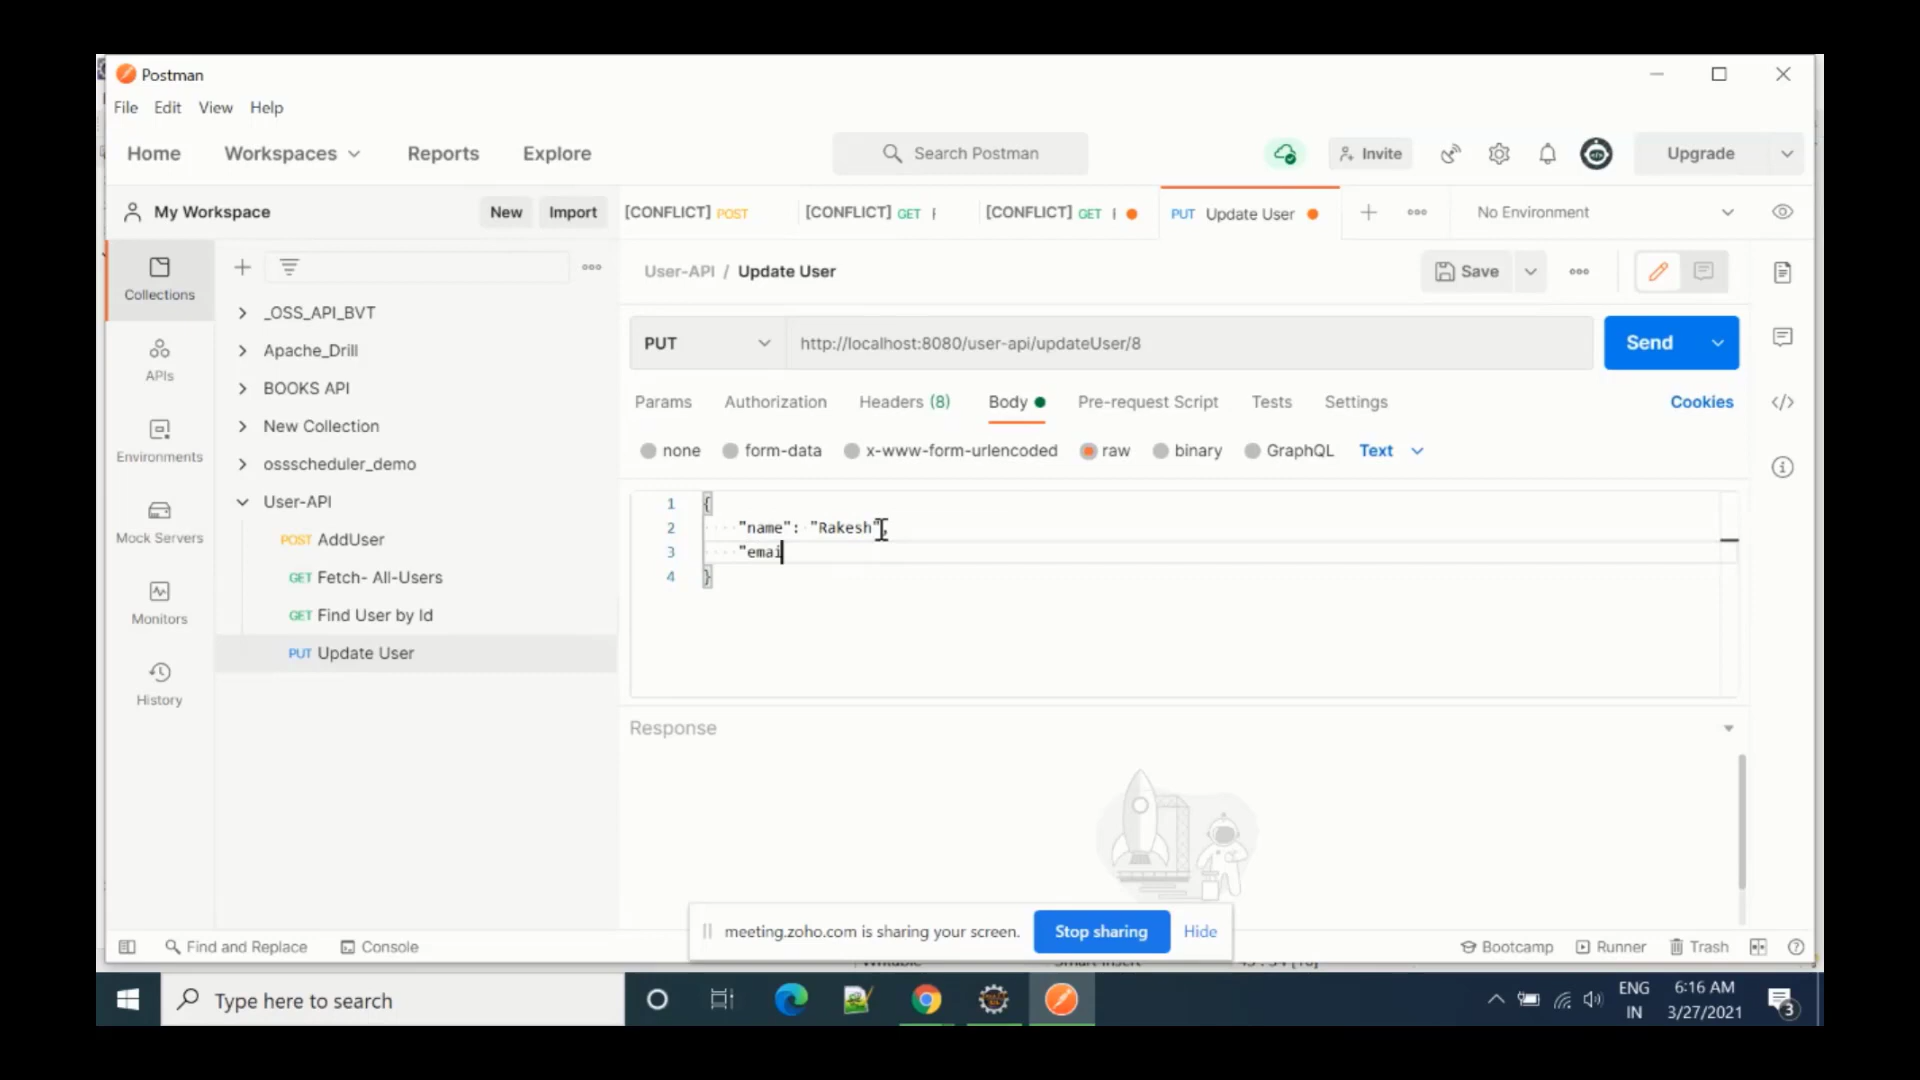 Postman
File Edit View Help
Home Workspaces Reports Explore Search Postman Invite Upgrade
My Workspace New Import [CONFLICT] POST [CONFLICT] GET [CONFLICT] GET PUT Update User No Environment
Collections
User-API / Update User Save
_OSS_API_BVT
APIs
Apache_Drill
PUT http://localhost:8080/user-api/updateUser/8 Send
BOOKS API
Params Authorization Headers (8) Body Pre-request Script Tests Settings Cookies
Environments
New Collection
none form-data x-www-form-urlencoded raw binary GraphQL Text
ossscheduler_demo
User-API
1 {
Mock Servers
2 "name": "Rakesh",
POST AddUser
3 "emai
GET Fetch- All-Users
4 }
Monitors
GET Find User by Id
PUT Update User
History
Response
meeting.zoho.com is sharing your screen. Stop sharing Hide
Find and Replace Console Bootcamp Runner Trash
Type here to search
ENG
IN
6:16 AM
3/27/2021
3